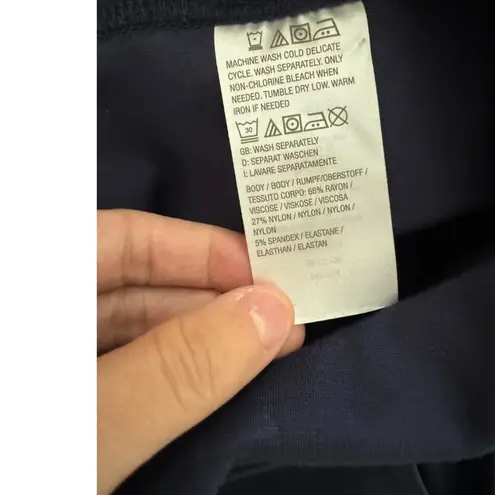 MACHINE WASH COLD DELICATE
CYCLE. WASH SEPARATELY. ONLY
NON-CHLORINE BLEACH WHEN
NEEDED. TUMBLE DRY LOW. WARM
IRON IF NEEDED
30
GB: WASH SEPARATELY
D: SEPARAT WASCHEN
I: LAVARE SEPARATAMENTE
BODY / BODY / RUMPF/OBERSTOFF /
TESSUTO CORPO: 68% RAYON /
VISCOSE / VISKOSE / VISCOSA
27% NYLON / NYLON / NYLON /
NYLON
5% SPANDEX / ELASTANE /
ELASTHAN / ELASTAN